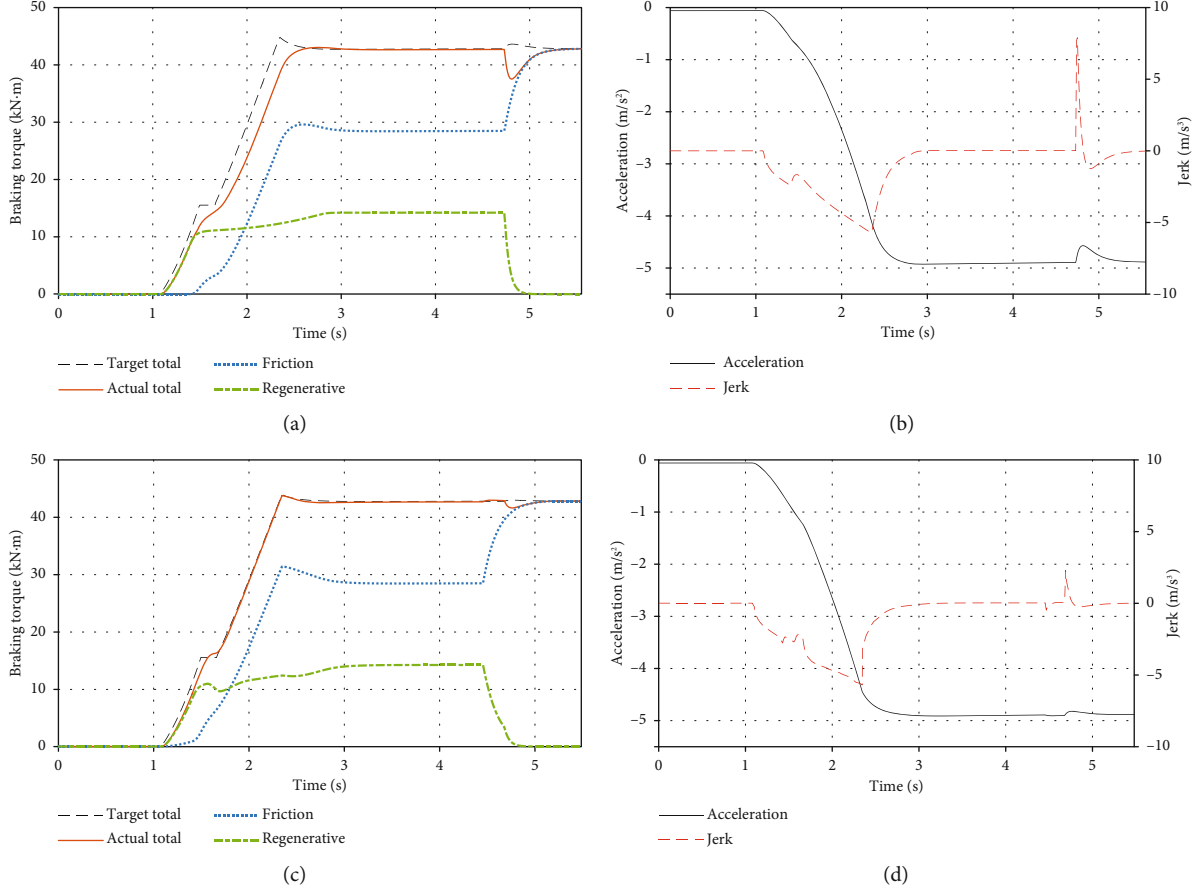 50
40
30
20
10
0
Braking torque (kN·m)
0 1 2 3 4 5
Time (s)
Target total
Friction
Actual total
Regenerative
(a)
0
−1
−2
−3
−4
−5
Acceleration (m/s²)
10
5
0
−5
−10
Jerk (m/s³)
0 1 2 3 4 5
Time (s)
Acceleration
Jerk
(b)
50
40
30
20
10
0
Braking torque (kN·m)
0 1 2 3 4 5
Time (s)
Target total
Friction
Actual total
Regenerative
(c)
0
−1
−2
−3
−4
−5
Acceleration (m/s²)
10
5
0
−5
−10
Jerk (m/s³)
0 1 2 3 4 5
Time (s)
Acceleration
Jerk
(d)